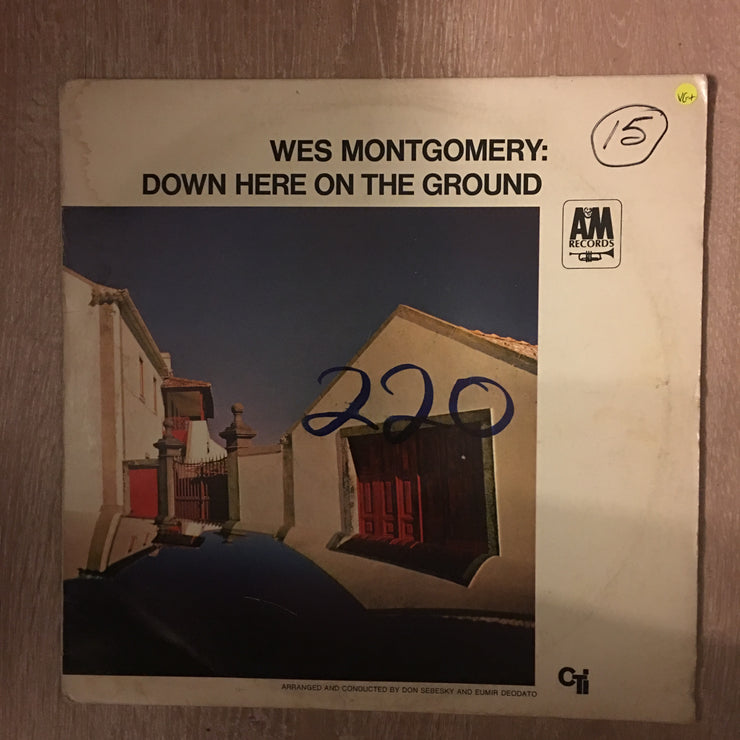 VG+
15
WES MONTGOMERY:
DOWN HERE ON THE GROUND
A&M
RECORDS
220
CTi
ARRANGED AND CONDUCTED BY DON SEBESKY AND EUMIR DEODATO